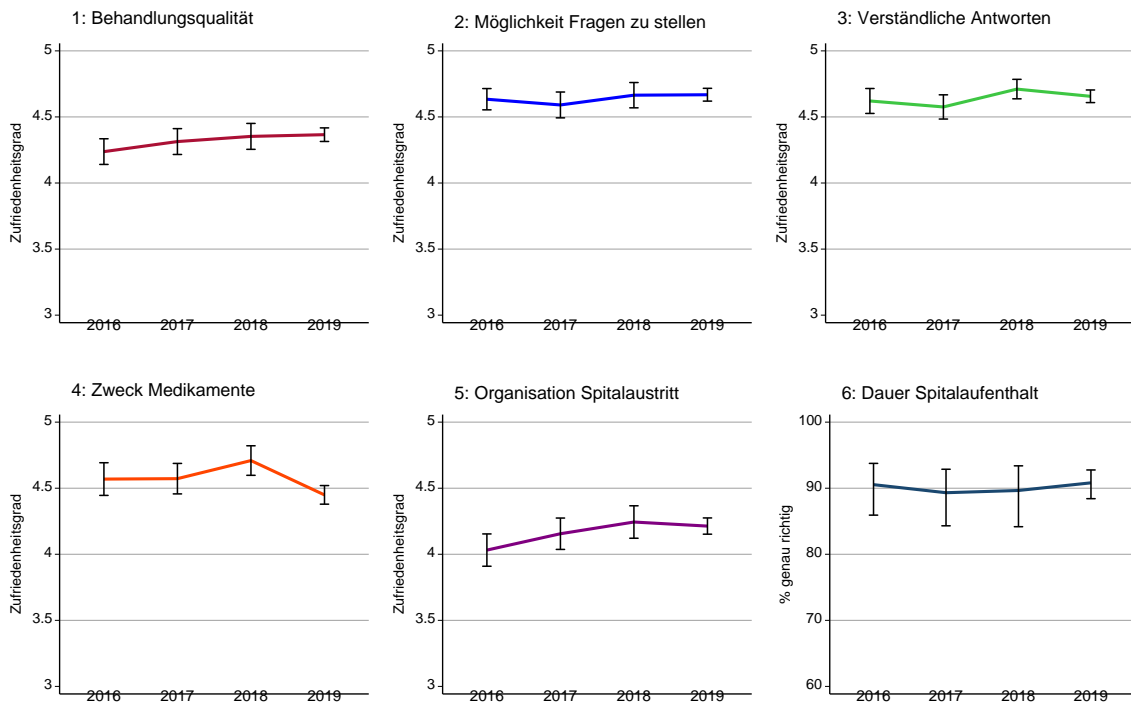 1: Behandlungsqualität
Zufriedenheitsgrad
5
4.5
4
3.5
3
2016 2017 2018 2019
2: Möglichkeit Fragen zu stellen
Zufriedenheitsgrad
5
4.5
4
3.5
3
2016 2017 2018 2019
3: Verständliche Antworten
Zufriedenheitsgrad
5
4.5
4
3.5
3
2016 2017 2018 2019
4: Zweck Medikamente
Zufriedenheitsgrad
5
4.5
4
3.5
3
2016 2017 2018 2019
5: Organisation Spitalaustritt
Zufriedenheitsgrad
5
4.5
4
3.5
3
2016 2017 2018 2019
6: Dauer Spitalaufenthalt
% genau richtig
100
90
80
70
60
2016 2017 2018 2019